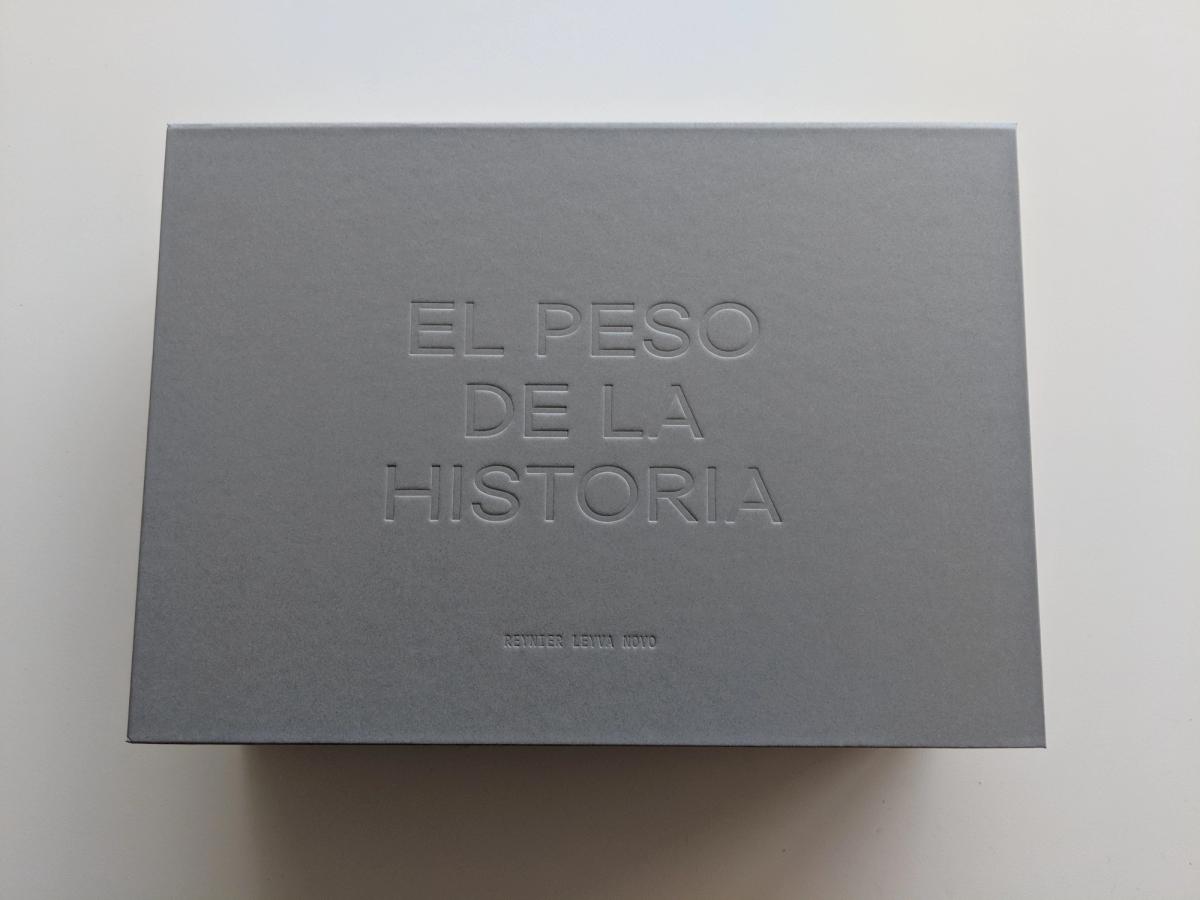 EL PESO
DE LA
HISTORIA
REYNIER LEYVA NOVO